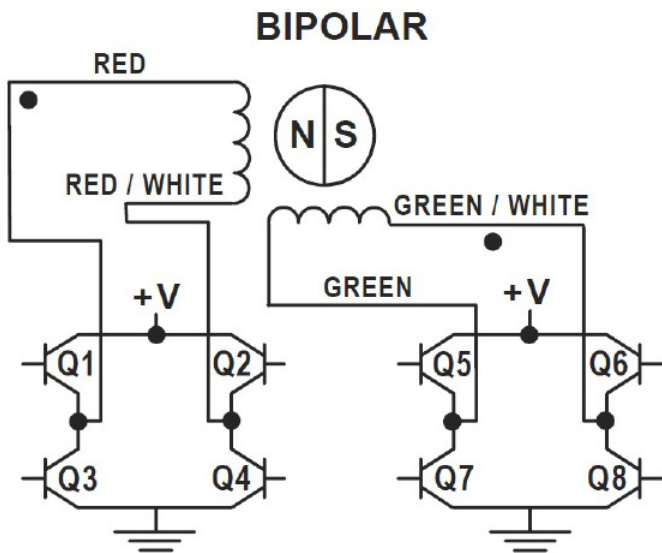 BIPOLAR
RED
N S
RED / WHITE
GREEN / WHITE
GREEN
+V
+V
Q1 Q2 Q5 Q6
Q3 Q4 Q7 Q8